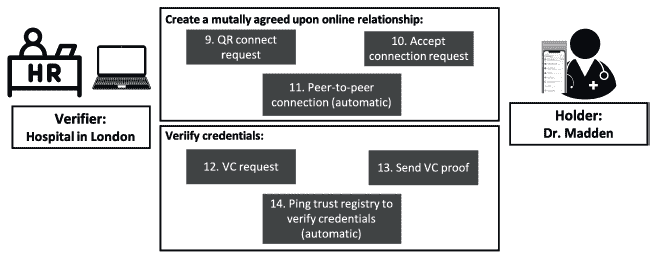 Create a mutally agreed upon online relationship:
9. QR connect
request
10. Accept
connection request
11. Peer-to-peer
connection (automatic)
HR
Verifier:
Hospital in London
Holder:
Dr. Madden
Veriify credentials:
12. VC request
13. Send VC proof
14. Ping trust registry to
verify credentials
(automatic)